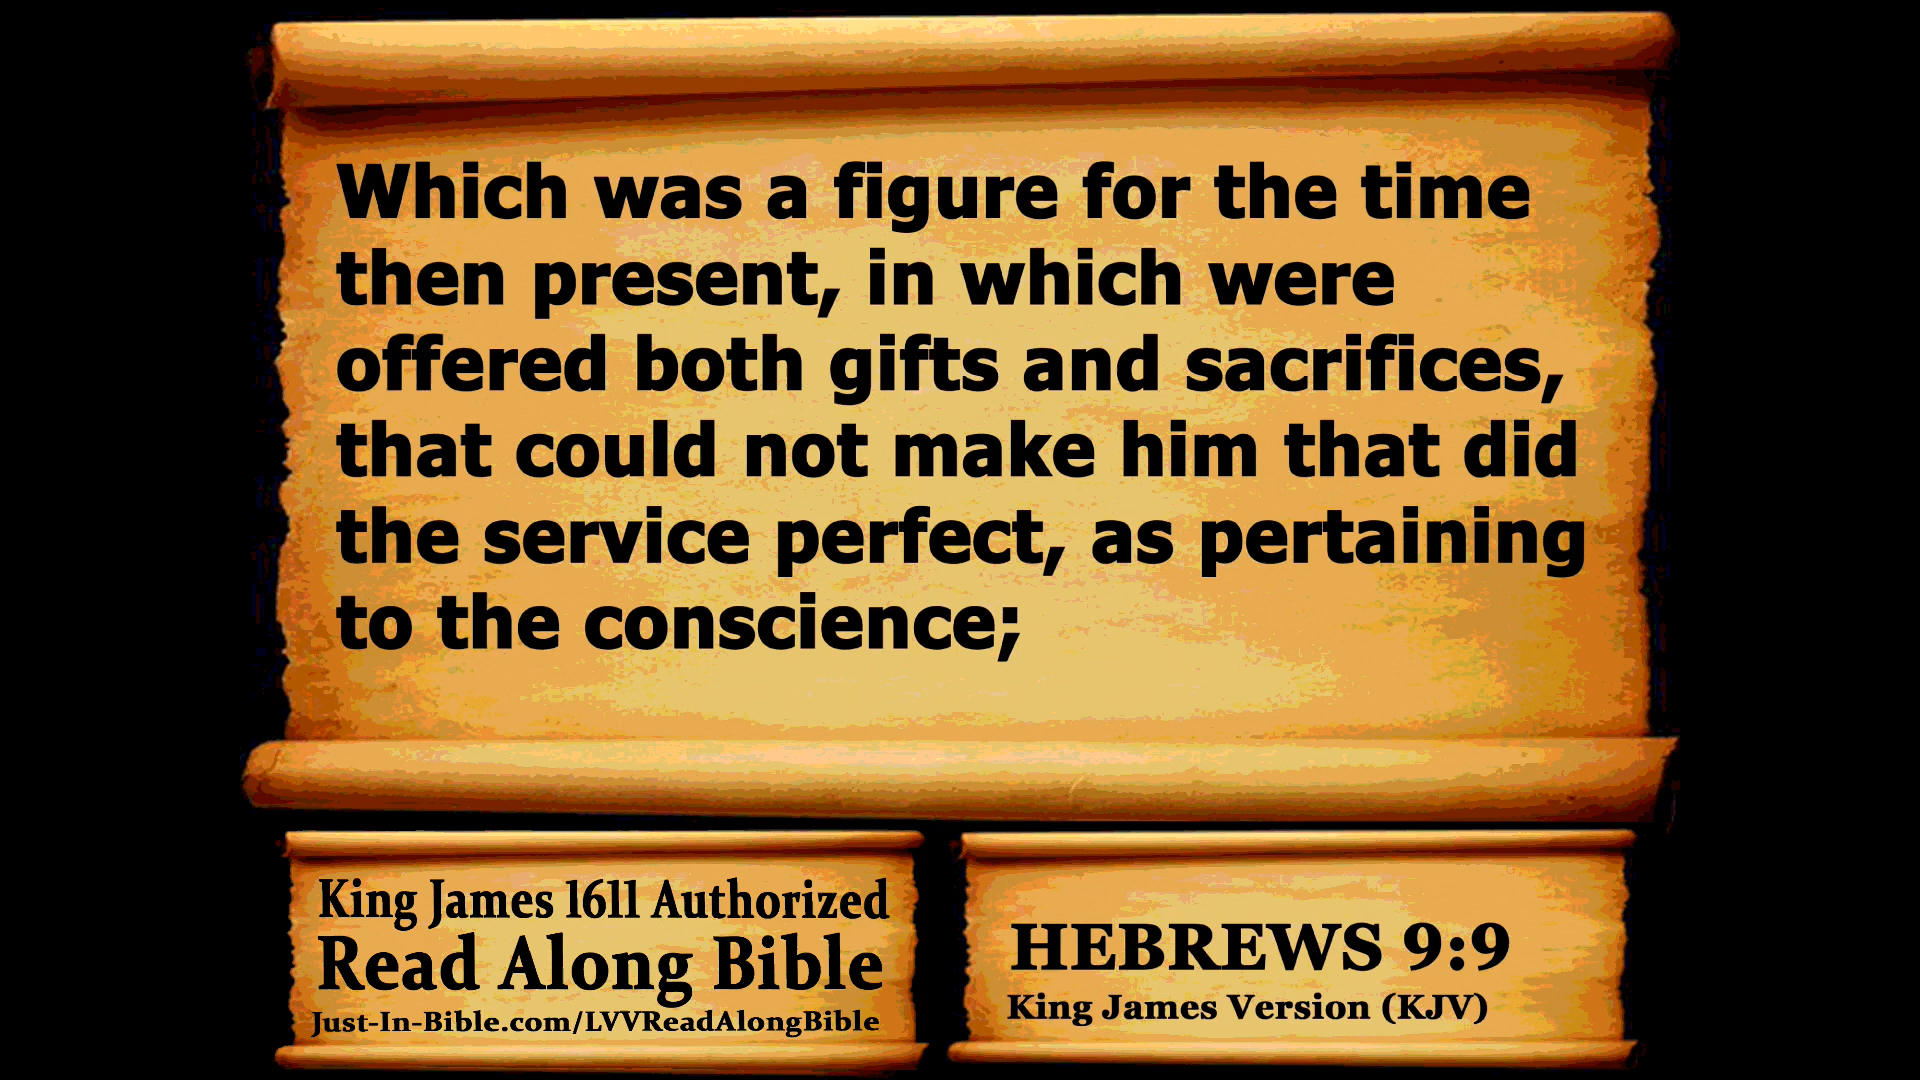 Which was a figure for the time
then present, in which were
offered both gifts and sacrifices,
that could not make him that did
the service perfect, as pertaining
to the conscience;
King James 1611 Authorized
Read Along Bible
Just-In-Bible.com/LVVReadAlongBible
HEBREWS 9:9
King James Version (KJV)